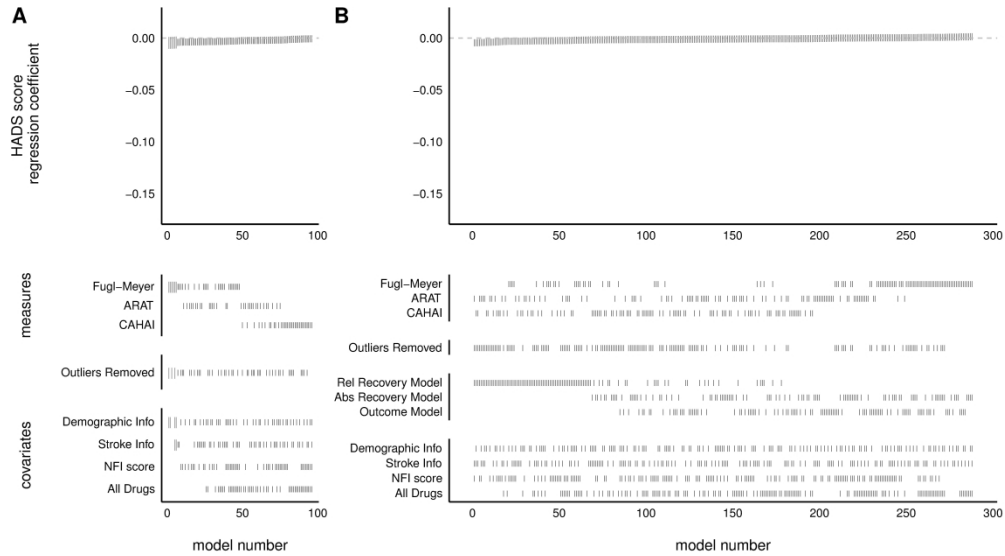 A
B
HADS score
regression coefficient
0.00
−0.05
−0.10
−0.15
0
50
100
0.00
−0.05
−0.10
−0.15
0
50
100
150
200
250
300
measures
Fugl−Meyer
ARAT
CAHAI
Outliers Removed
covariates
Demographic Info
Stroke Info
NFI score
All Drugs
0
50
100
model number
Fugl−Meyer
ARAT
CAHAI
Outliers Removed
Rel Recovery Model
Abs Recovery Model
Outcome Model
Demographic Info
Stroke Info
NFI score
All Drugs
0
50
100
150
200
250
300
model number